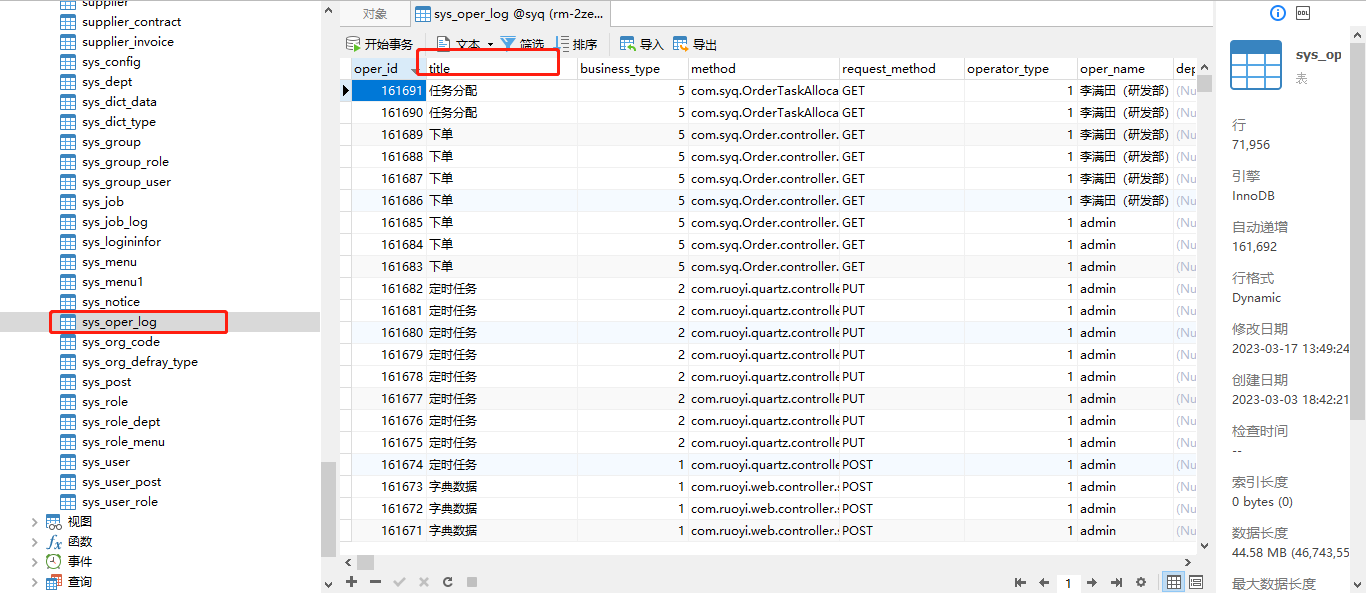 supplier
supplier_contract
supplier_invoice
sys_config
sys_dept
sys_dict_data
sys_dict_type
sys_group
sys_group_role
sys_group_user
sys_job
sys_job_log
sys_logininfor
sys_menu
sys_menu1
sys_notice
sys_oper_log
sys_org_code
sys_org_defray_type
sys_post
sys_role
sys_role_dept
sys_role_menu
sys_user
sys_user_post
sys_user_role
视图
函数
事件
查询
对象 sys_oper_log @syq (rm-2ze...
开始事务 文本 筛选 排序 导入 导出
oper_id title business_type method request_method operator_type oper_name dep
161691 任务分配 5 com.syq.OrderTaskAlloca GET 1 李满田（研发部） (Nu
161690 任务分配 5 com.syq.OrderTaskAlloca GET 1 李满田（研发部） (Nu
161689 下单 5 com.syq.Order.controller. GET 1 李满田（研发部） (Nu
161688 下单 5 com.syq.Order.controller. GET 1 李满田（研发部） (Nu
161687 下单 5 com.syq.Order.controller. GET 1 李满田（研发部） (Nu
161686 下单 5 com.syq.Order.controller. GET 1 李满田（研发部） (Nu
161685 下单 5 com.syq.Order.controller. GET 1 admin (Nu
161684 下单 5 com.syq.Order.controller. GET 1 admin (Nu
161683 下单 5 com.syq.Order.controller. GET 1 admin (Nu
161682 定时任务 2 com.ruoyi.quartz.controlle PUT 1 admin (Nu
161681 定时任务 2 com.ruoyi.quartz.controlle PUT 1 admin (Nu
161680 定时任务 2 com.ruoyi.quartz.controlle PUT 1 admin (Nu
161679 定时任务 2 com.ruoyi.quartz.controlle PUT 1 admin (Nu
161678 定时任务 2 com.ruoyi.quartz.controlle PUT 1 admin (Nu
161677 定时任务 2 com.ruoyi.quartz.controlle PUT 1 admin (Nu
161676 定时任务 2 com.ruoyi.quartz.controlle PUT 1 admin (Nu
161675 定时任务 2 com.ruoyi.quartz.controlle PUT 1 admin (Nu
161674 定时任务 1 com.ruoyi.quartz.controlle POST 1 admin (Nu
161673 字典数据 1 com.ruoyi.web.controller.s POST 1 admin (Nu
161672 字典数据 1 com.ruoyi.web.controller.s POST 1 admin (Nu
161671 字典数据 1 com.ruoyi.web.controller.s POST 1 admin (Nu
1
DDL
sys_op
表
行
71,956
引擎
InnoDB
自动递增
161,692
行格式
Dynamic
修改日期
2023-03-17 13:49:24
创建日期
2023-03-03 18:42:21
检查时间
--
索引长度
0 bytes (0)
数据长度
44.58 MB (46,743,55
最大数据长度